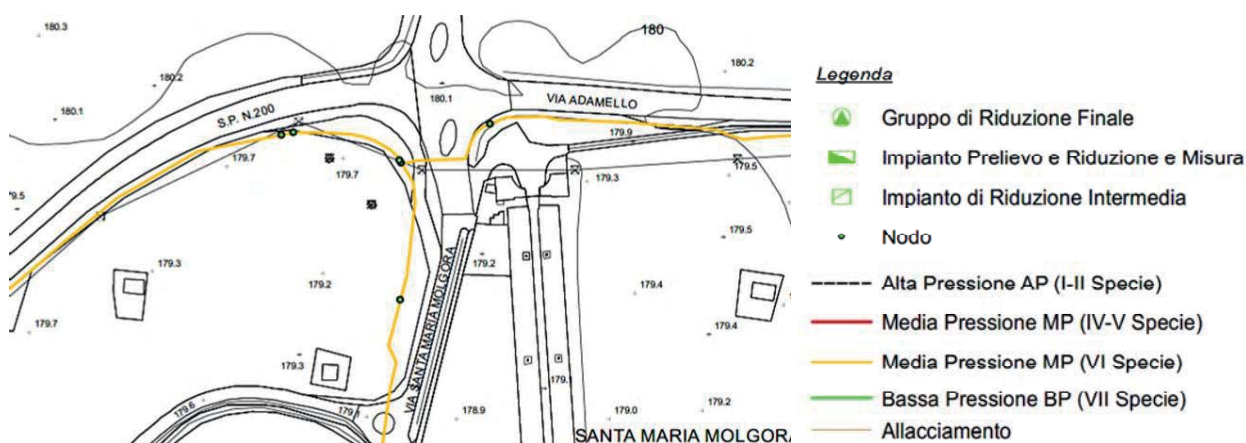 180.3
180
180.2
180.2
180.1
180.1
S.P. N.200
VIA ADAMELLO
179.9
179.7
179.7
179.5
179.3
179.5
179.5
179.3
179.2
179.2
179.4
179.7
179.4
VIA SANTA MARIA MOLGORA
179.3
179.1
179.6
179.1
178.9
179.0
179.2
SANTA MARIA MOLGORA
Legenda
Gruppo di Riduzione Finale
Impianto Prelievo e Riduzione e Misura
Impianto di Riduzione Intermedia
Nodo
Alta Pressione AP (I-II Specie)
Media Pressione MP (IV-V Specie)
Media Pressione MP (VI Specie)
Bassa Pressione BP (VII Specie)
Allacciamento